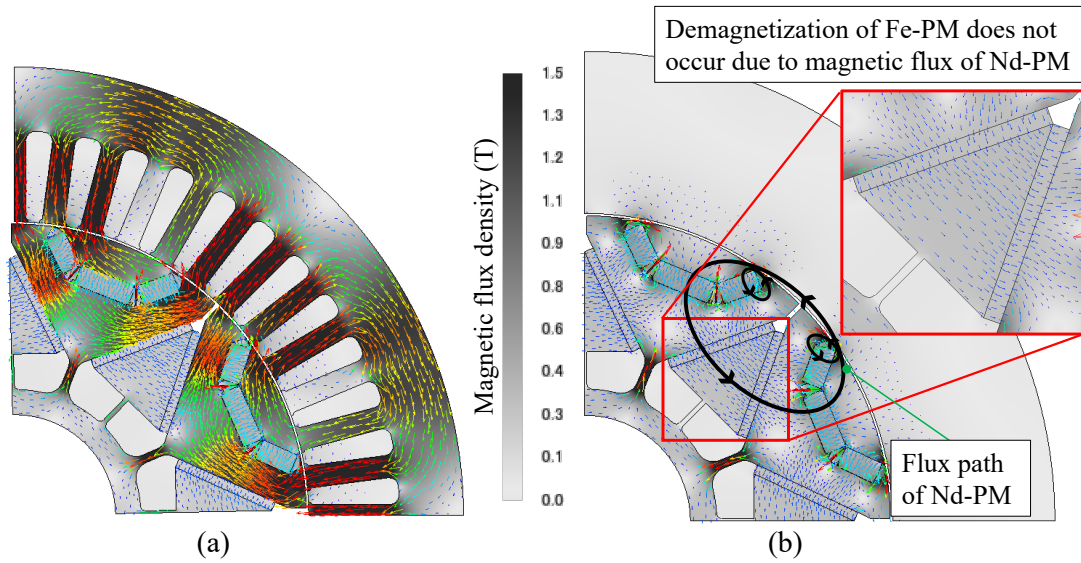 Demagnetization of Fe-PM does not
occur due to magnetic flux of Nd-PM
Magnetic flux density (T)
1.5
1.3
1.2
1.1
0.9
0.8
0.6
0.4
0.3
0.1
0.0
Flux path
of Nd-PM
(a)
(b)